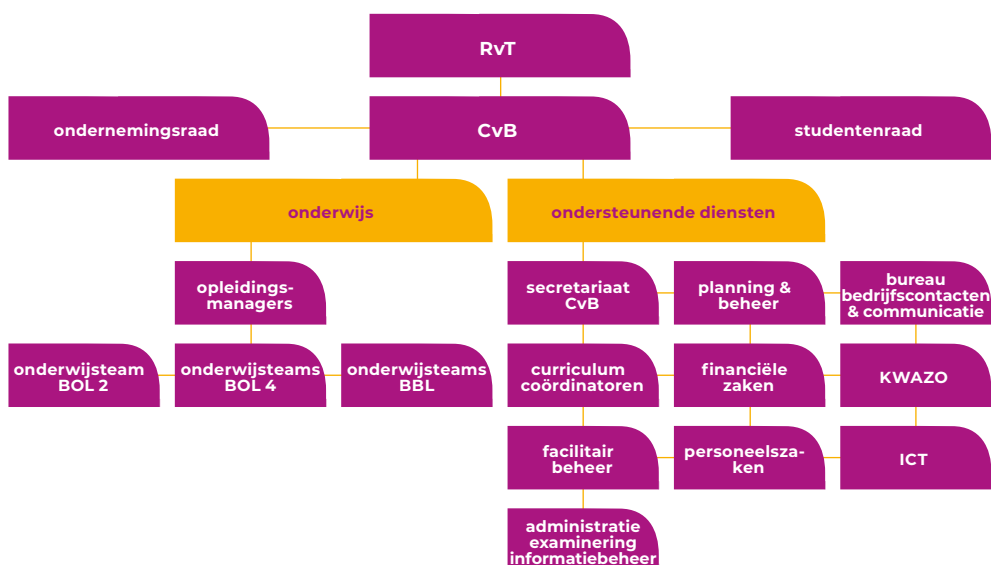 RvT
ondernemingsraad
CvB
studentenraad
onderwijs
ondersteunende diensten
opleidings-
managers
secretariaat
CvB
planning &
beheer
bureau
bedrijfscontacten
& communicatie
onderwijsteam
BOL 2
onderwijsteams
BOL 4
onderwijsteams
BBL
curriculum
coördinatoren
financiële
zaken
KWAZO
facilitair
beheer
personeelsza-
ken
ICT
administratie
examinering
informatiebeheer